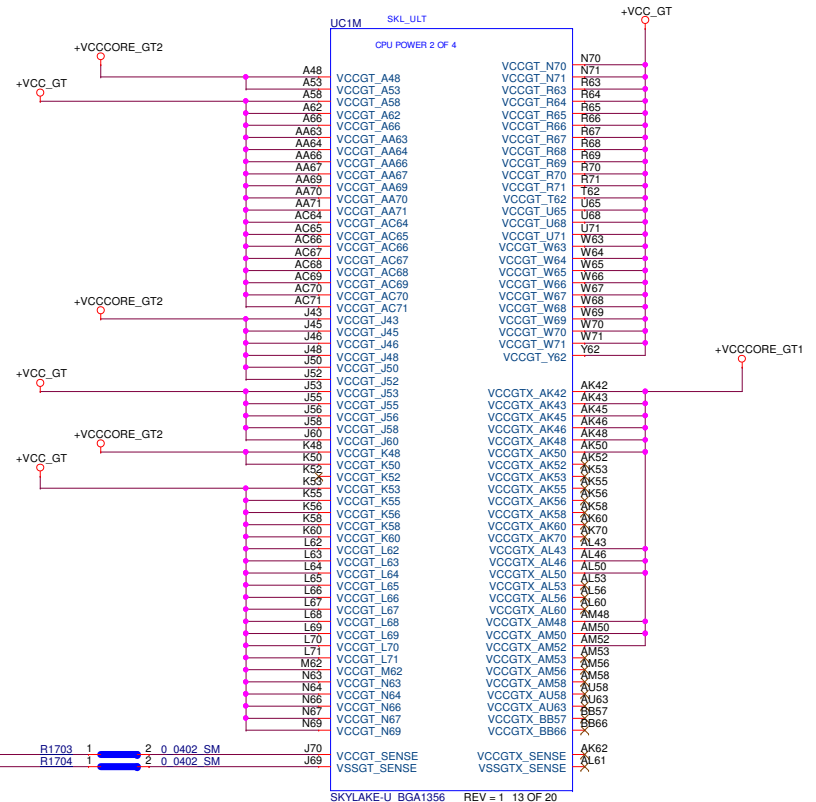 SKL_ULT
+VCC_GT
UC1M
CPU POWER 2 OF 4
+VCCCORE_GT2
+VCC_GT
+VCCCORE_GT2
+VCC_GT
+VCCCORE_GT2
+VCC_GT
+VCCCORE_GT1
A48 VCCGT_A48
A53 VCCGT_A53
A58 VCCGT_A58
A62 VCCGT_A62
A66 VCCGT_A66
AA63 VCCGT_AA63
AA64 VCCGT_AA64
AA66 VCCGT_AA66
AA67 VCCGT_AA67
AA69 VCCGT_AA69
AA70 VCCGT_AA70
AA71 VCCGT_AA71
AC64 VCCGT_AC64
AC65 VCCGT_AC65
AC66 VCCGT_AC66
AC67 VCCGT_AC67
AC68 VCCGT_AC68
AC69 VCCGT_AC69
AC70 VCCGT_AC70
AC71 VCCGT_AC71
J43 VCCGT_J43
J45 VCCGT_J45
J46 VCCGT_J46
J48 VCCGT_J48
J50 VCCGT_J50
J52 VCCGT_J52
J53 VCCGT_J53
J55 VCCGT_J55
J56 VCCGT_J56
J58 VCCGT_J58
J60 VCCGT_J60
K48 VCCGT_K48
K50 VCCGT_K50
K52 VCCGT_K52
K53 VCCGT_K53
K55 VCCGT_K55
K56 VCCGT_K56
K58 VCCGT_K58
K60 VCCGT_K60
L62 VCCGT_L62
L63 VCCGT_L63
L64 VCCGT_L64
L65 VCCGT_L65
L66 VCCGT_L66
L67 VCCGT_L67
L68 VCCGT_L68
L69 VCCGT_L69
L70 VCCGT_L70
L71 VCCGT_L71
M62 VCCGT_M62
N63 VCCGT_N63
N64 VCCGT_N64
N66 VCCGT_N66
N67 VCCGT_N67
N69 VCCGT_N69
R1703 1 2 0_0402_SM J70 VCCGT_SENSE
R1704 1 2 0_0402_SM J69 VSSGT_SENSE
VCCGT_N70 N70
VCCGT_N71 N71
VCCGT_R63 R63
VCCGT_R64 R64
VCCGT_R65 R65
VCCGT_R66 R66
VCCGT_R67 R67
VCCGT_R68 R68
VCCGT_R69 R69
VCCGT_R70 R70
VCCGT_R71 R71
VCCGT_T62 T62
VCCGT_U65 U65
VCCGT_U68 U68
VCCGT_U71 U71
VCCGT_W63 W63
VCCGT_W64 W64
VCCGT_W65 W65
VCCGT_W66 W66
VCCGT_W67 W67
VCCGT_W68 W68
VCCGT_W69 W69
VCCGT_W70 W70
VCCGT_W71 W71
VCCGT_Y62 Y62
VCCGTX_AK42 AK42
VCCGTX_AK43 AK43
VCCGTX_AK45 AK45
VCCGTX_AK46 AK46
VCCGTX_AK48 AK48
VCCGTX_AK50 AK50
VCCGTX_AK52 AK52
VCCGTX_AK53 AK53
VCCGTX_AK55 AK55
VCCGTX_AK56 AK56
VCCGTX_AK58 AK58
VCCGTX_AK60 AK60
VCCGTX_AK70 AK70
VCCGTX_AL43 AL43
VCCGTX_AL46 AL46
VCCGTX_AL50 AL50
VCCGTX_AL53 AL53
VCCGTX_AL56 AL56
VCCGTX_AL60 AL60
VCCGTX_AM48 AM48
VCCGTX_AM50 AM50
VCCGTX_AM52 AM52
VCCGTX_AM53 AM53
VCCGTX_AM56 AM56
VCCGTX_AM58 AM58
VCCGTX_AU58 AU58
VCCGTX_AU63 AU63
VCCGTX_BB57 BB57
VCCGTX_BB66 BB66
VCCGTX_SENSE AK62
VSSGTX_SENSE AL61
SKYLAKE-U_BGA1356 REV = 1 13 OF 20